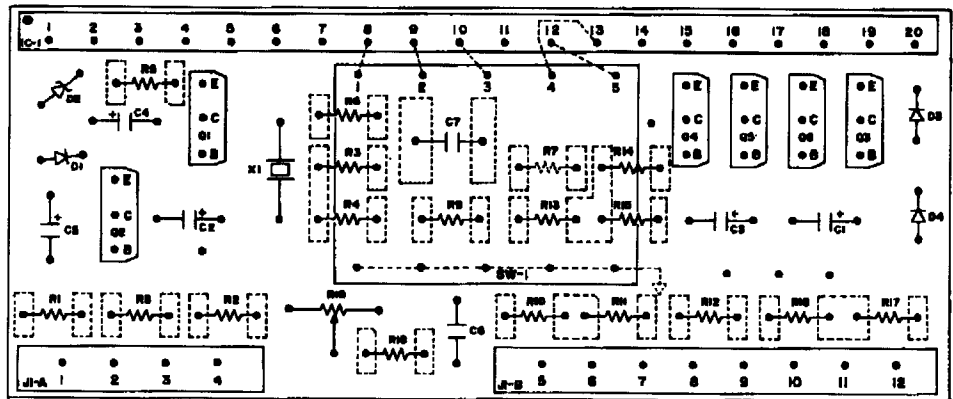 1 2 3 4 5 6 7 8 9 10 11 12 13 14 15 16 17 18 19 20
IC-1
1 2 3 4 5
D2 C4 Q1 E C B
R6 C7
Q4 E C B
Q5 E C B
Q6 E C B
Q3 E C B
D3
D1 X1 R3 R7 R14
Q2 E C B
C5 C2 R4 R9 R13 R15 C3 C1 D4
SW-1
R1 R2 R10 R11 R12 R17
R18 C6
J1-A 1 2 3 4
J1-B 5 6 7 8 9 10 11 12